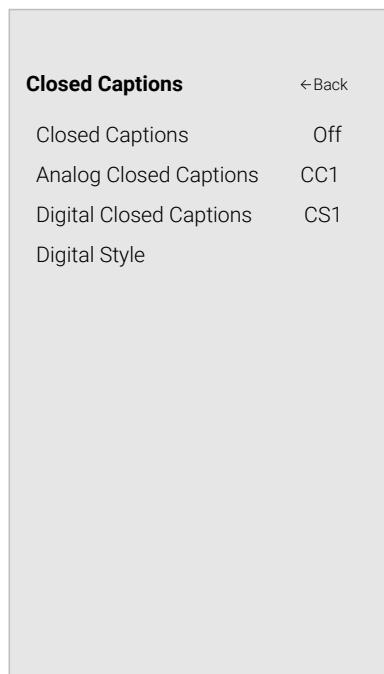 Closed Captions ←Back
Closed Captions Off
Analog Closed Captions CC1
Digital Closed Captions CS1
Digital Style